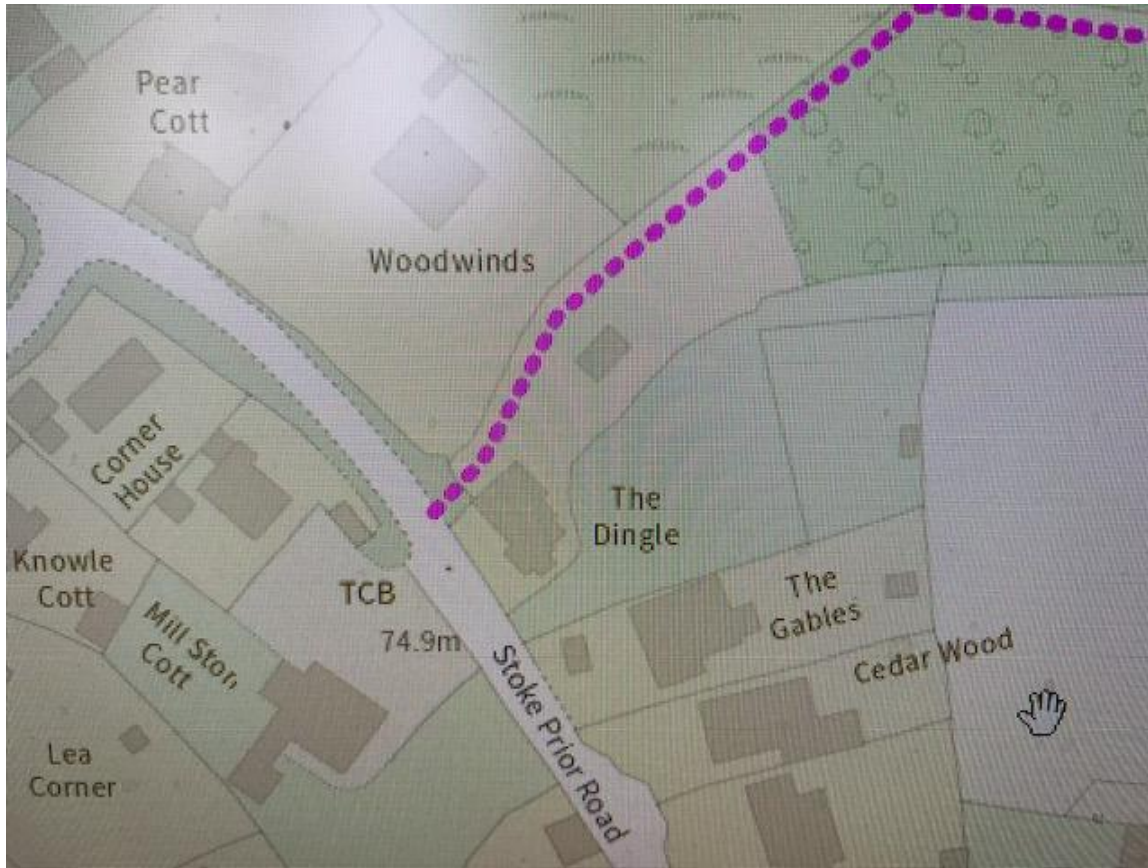 Pear
Cott
Woodwinds
Corner
House
The
Dingle
Knowle
Cott
TCB
The
Gables
Mill Ston
Cott
74.9m
Stoke Prior Road
Cedar Wood
Lea
Corner